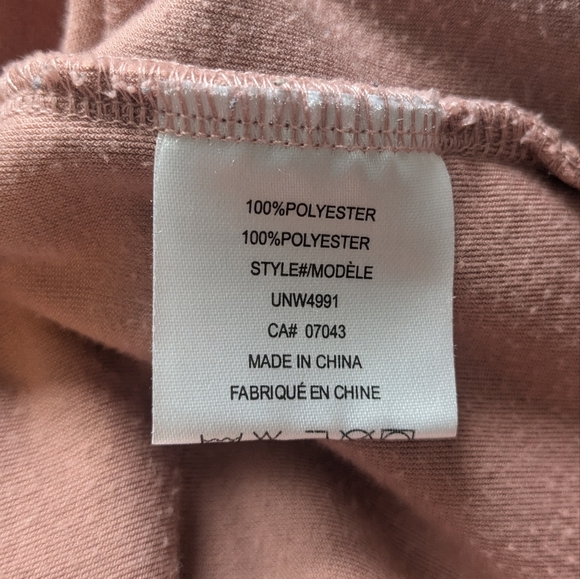 100%POLYESTER
100%POLYESTER
STYLE#/MODÈLE
UNW4991
CA# 07043
MADE IN CHINA
FABRIQUÉ EN CHINE